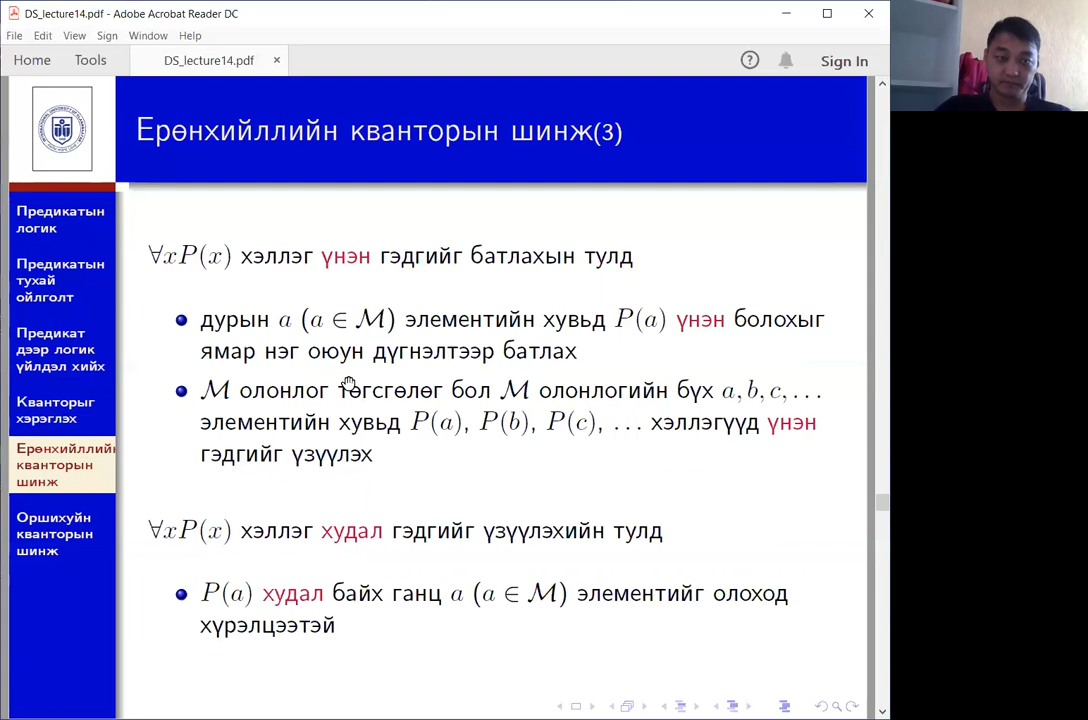 DS_lecture14.pdf - Adobe Acrobat Reader DC
File Edit View Sign Window Help
Home Tools DS_lecture14.pdf × Sign In
Ерөнхийллийн кванторын шинж(3)
Предикатын
логик
Предикатын
тухай
ойлголт
Предикат
дээр логик
үйлдэл хийх
Кванторыг
хэрэглэх
Ерөнхийллийн
кванторын
шинж
Оршихуйн
кванторын
шинж
∀xP(x) хэллэг үнэн гэдгийг батлахын тулд
дурын a (a ∈ ℳ) элементийн хувьд P(a) үнэн болохыг
ямар нэг оюун дүгнэлтээр батлах
ℳ олонлог төгсгөлөг бол ℳ олонлогийн бүх a, b, c, …
элементийн хувьд P(a), P(b), P(c), … хэллэгүүд үнэн
гэдгийг үзүүлэх
∀xP(x) хэллэг худал гэдгийг үзүүлэхийн тулд
P(a) худал байх ганц a (a ∈ ℳ) элементийг олоход
хүрэлцээтэй